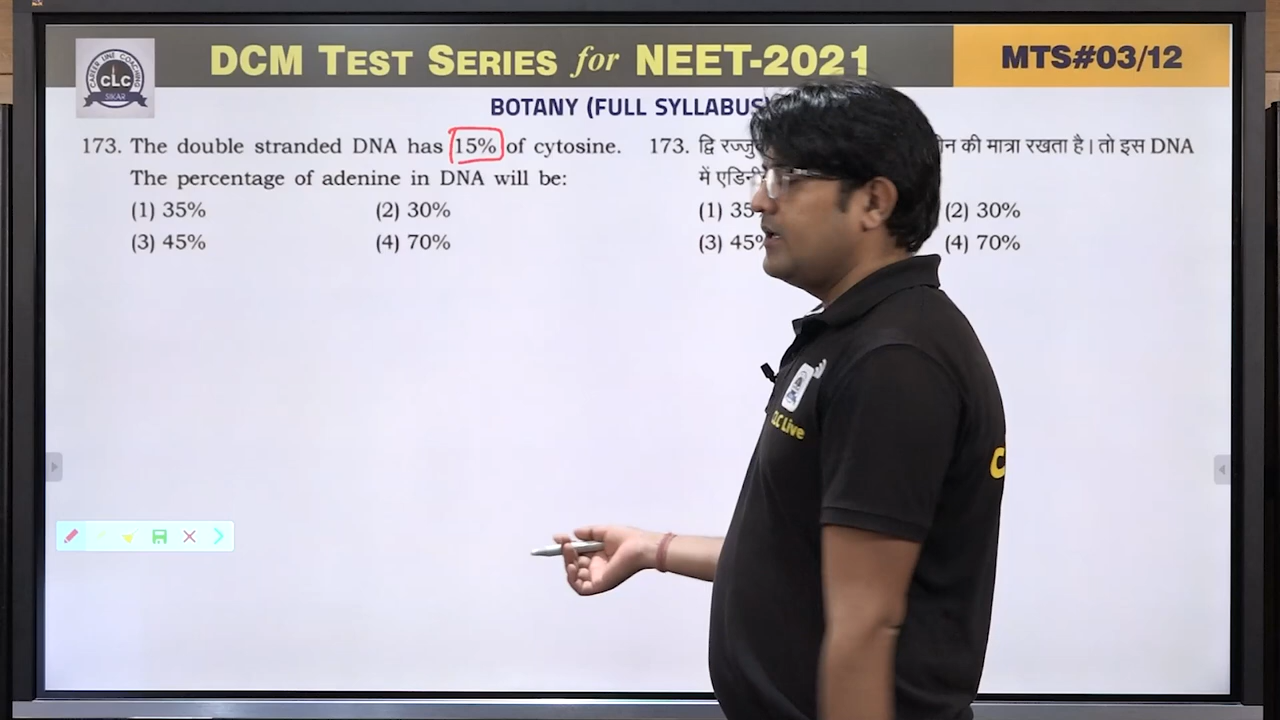 DCM TEST SERIES for NEET-2021
MTS#03/12
CAREER LINE COACHING
CLC
SIKAR
BOTANY (FULL SYLLABUS)
173. The double stranded DNA has 15% of cytosine.
The percentage of adenine in DNA will be:
(1) 35% (2) 30%
(3) 45% (4) 70%
173. द्वि रज्जु की मात्रा रखता है। तो इस DNA
में
(1) 35 (2) 30%
(3) 45% (4) 70%
CLC Live
C